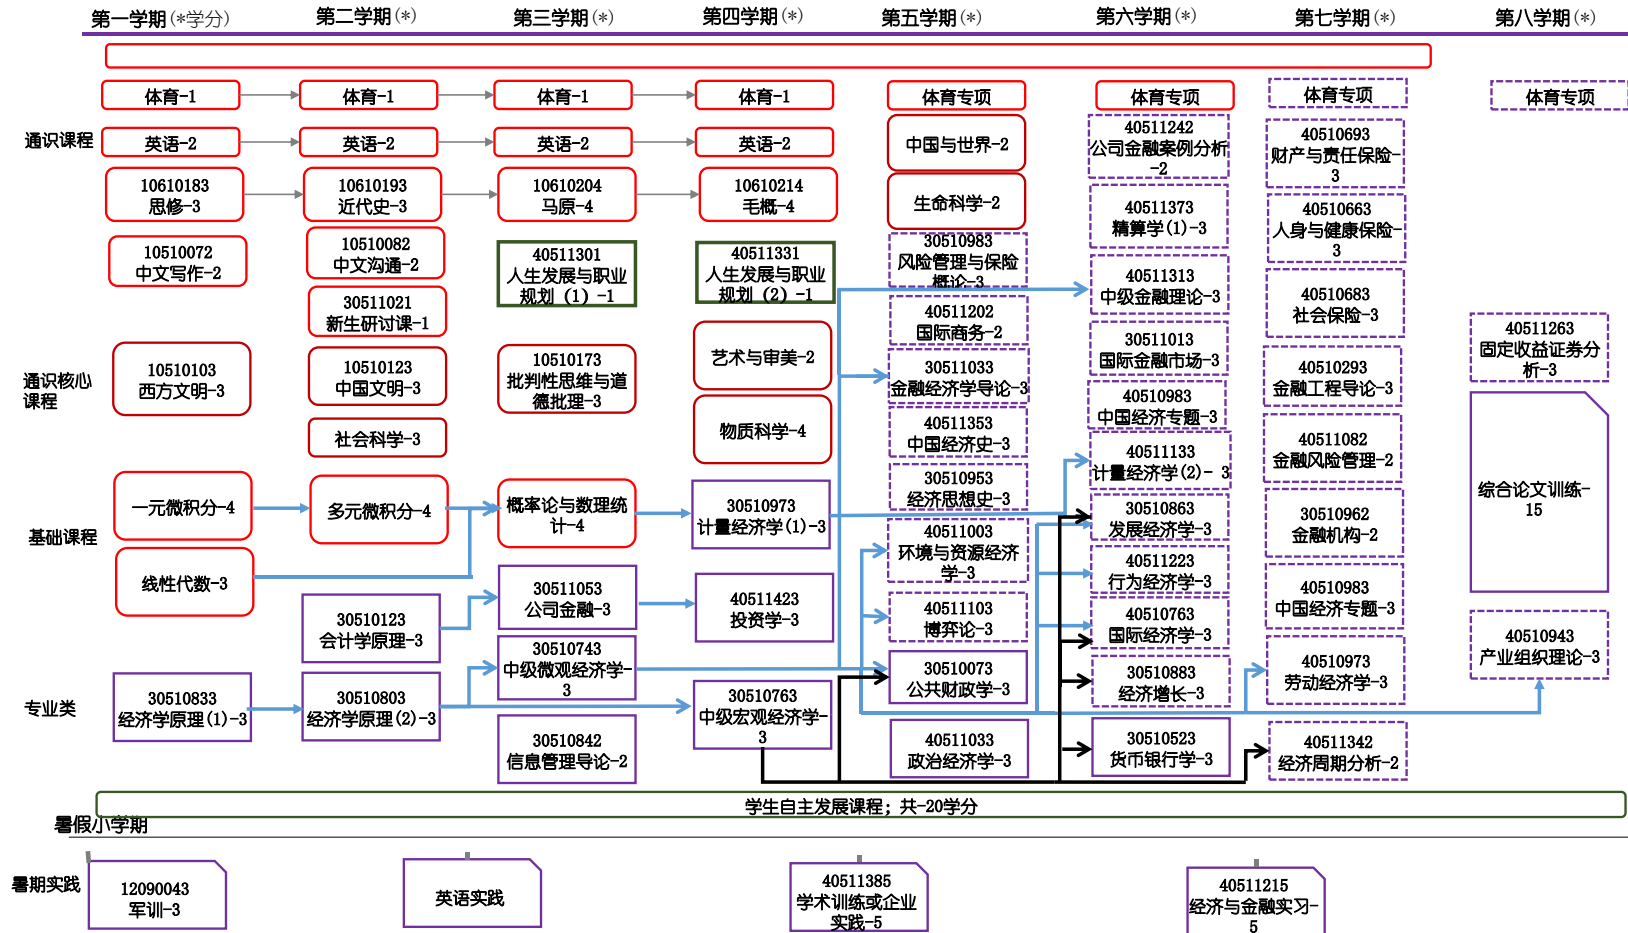 第一学期(*学分)
第二学期(*)
第三学期(*)
第四学期(*)
第五学期(*)
第六学期(*)
第七学期(*)
第八学期(*)
通识课程
体育-1
体育-1
体育-1
体育-1
体育专项
体育专项
体育专项
体育专项
英语-2
英语-2
英语-2
英语-2
10610183
思修-3
10610193
近代史-3
10610204
马原-4
10610214
毛概-4
10510072
中文写作-2
10510082
中文沟通-2
30511021
新生研讨课-1
40511301
人生发展与职业
规划（1）-1
40511331
人生发展与职业
规划（2）-1
中国与世界-2
生命科学-2
30510983
风险管理与保险
概论-3
40511202
国际商务-2
30511033
金融经济学导论-3
40511353
中国经济史-3
30510953
经济思想史-3
40511003
环境与资源经济
学-3
40511103
博弈论-3
30510073
公共财政学-3
40511033
政治经济学-3
40511242
公司金融案例分析
-2
40511373
精算学(1)-3
40511313
中级金融理论-3
30511013
国际金融市场-3
40510983
中国经济专题-3
40511133
计量经济学(2)- 3
30510863
发展经济学-3
40511223
行为经济学-3
40510763
国际经济学-3
30510883
经济增长-3
30510523
货币银行学-3
40510693
财产与责任保险-
3
40510663
人身与健康保险-
3
40510683
社会保险-3
40510293
金融工程导论-3
40511082
金融风险管理-2
30510962
金融机构-2
40510983
中国经济专题-3
40510973
劳动经济学-3
40511342
经济周期分析-2
40511263
固定收益证券分
析-3
综合论文训练-
15
40510943
产业组织理论-3
通识核心
课程
10510103
西方文明-3
10510123
中国文明-3
社会科学-3
10510173
批判性思维与道
德批理-3
艺术与审美-2
物质科学-4
基础课程
一元微积分-4
多元微积分-4
概率论与数理统
计-4
30510973
计量经济学(1)-3
线性代数-3
30510123
会计学原理-3
30511053
公司金融-3
40511423
投资学-3
专业类
30510833
经济学原理(1)-3
30510803
经济学原理(2)-3
30510743
中级微观经济学-
3
30510763
中级宏观经济学-
3
30510842
信息管理导论-2
学生自主发展课程；共-20学分
暑假小学期
暑期实践
12090043
军训-3
英语实践
40511385
学术训练或企业
实践-5
40511215
经济与金融实习-
5